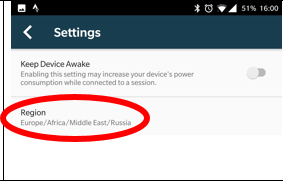 51% 16:00
Settings
Keep Device Awake
Enabling this setting may increase your device's power
consumption while connected to a session.
Region
Europe/Africa/Middle East/Russia